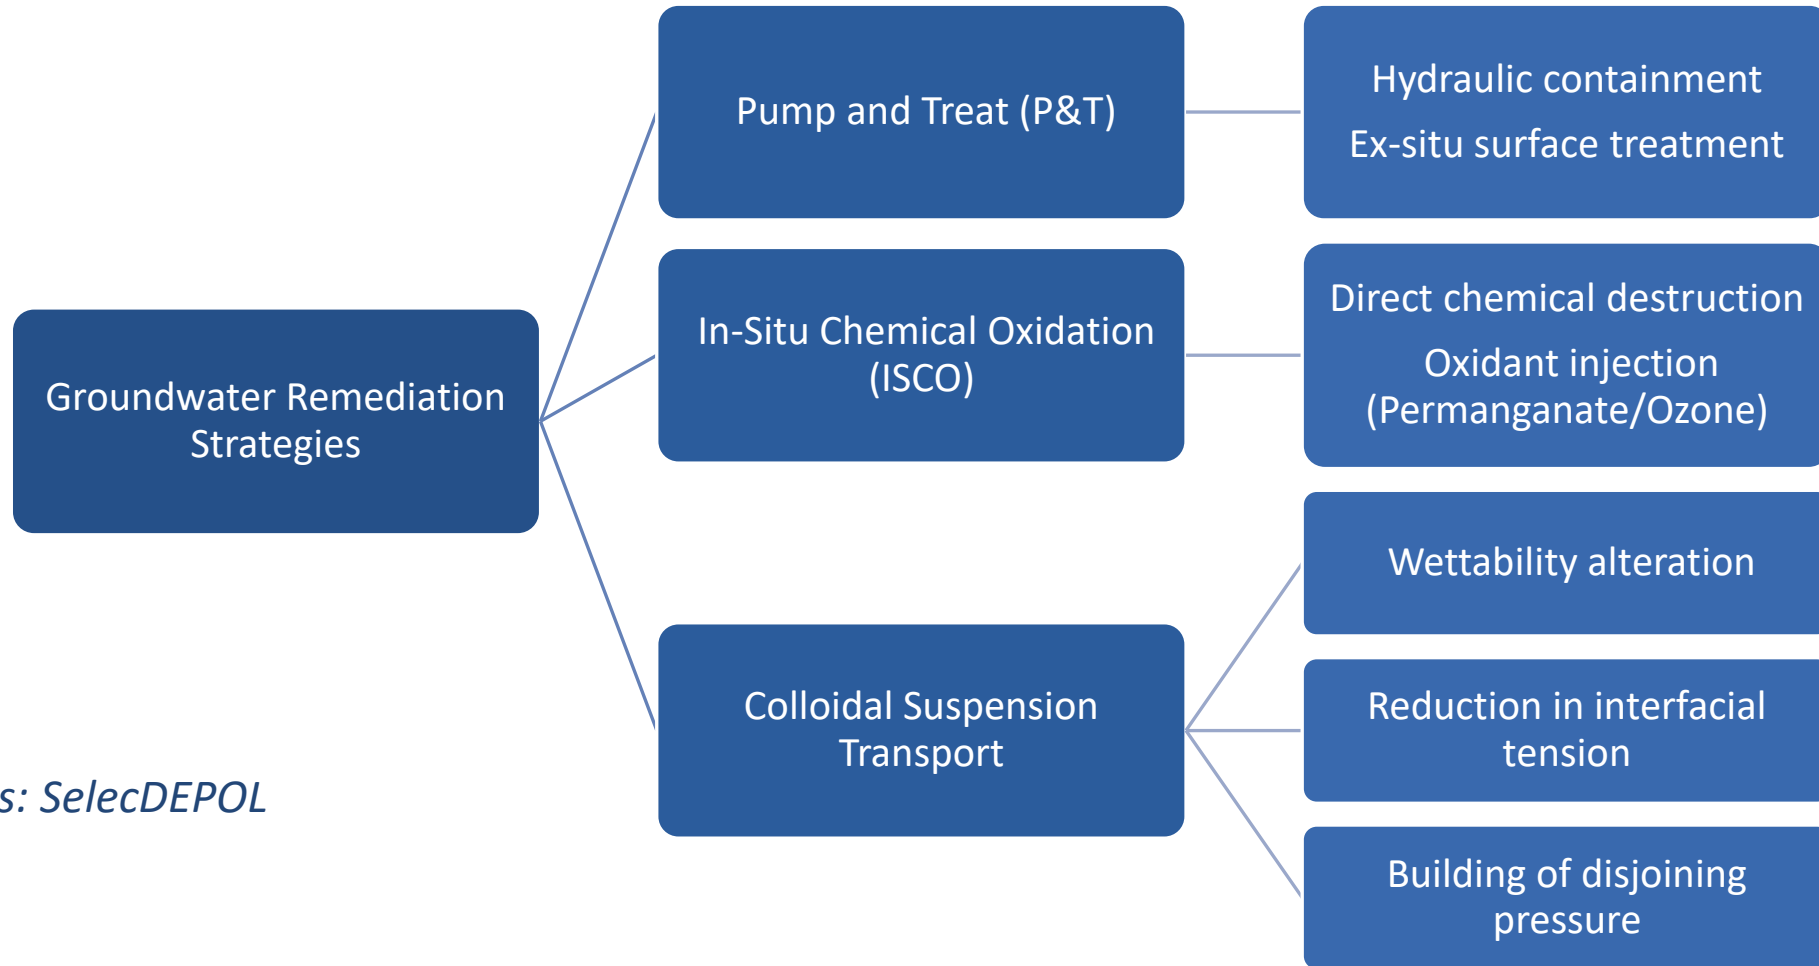 Groundwater Remediation
Strategies
Pump and Treat (P&T)
Hydraulic containment
Ex-situ surface treatment
In-Situ Chemical Oxidation
(ISCO)
Direct chemical destruction
Oxidant injection
(Permanganate/Ozone)
Colloidal Suspension
Transport
Wettability alteration
Reduction in interfacial
tension
Building of disjoining
pressure
s: SelecDEPOL